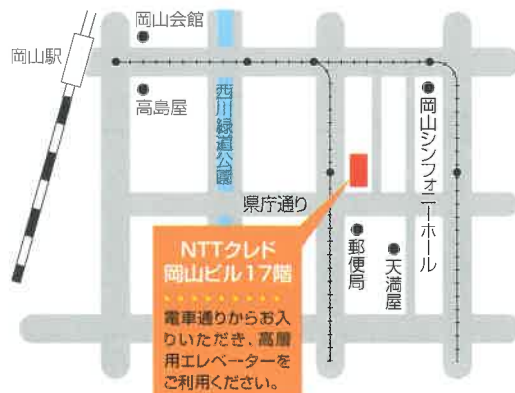 岡山会館
岡山駅
高島屋
西川緑道公園
岡山シンフォニーホール
県庁通り
郵便局
天満屋
NTTクレド
岡山ビル17階
電車通りからお入
りいただき、高層
用エレベーターを
ご利用ください。